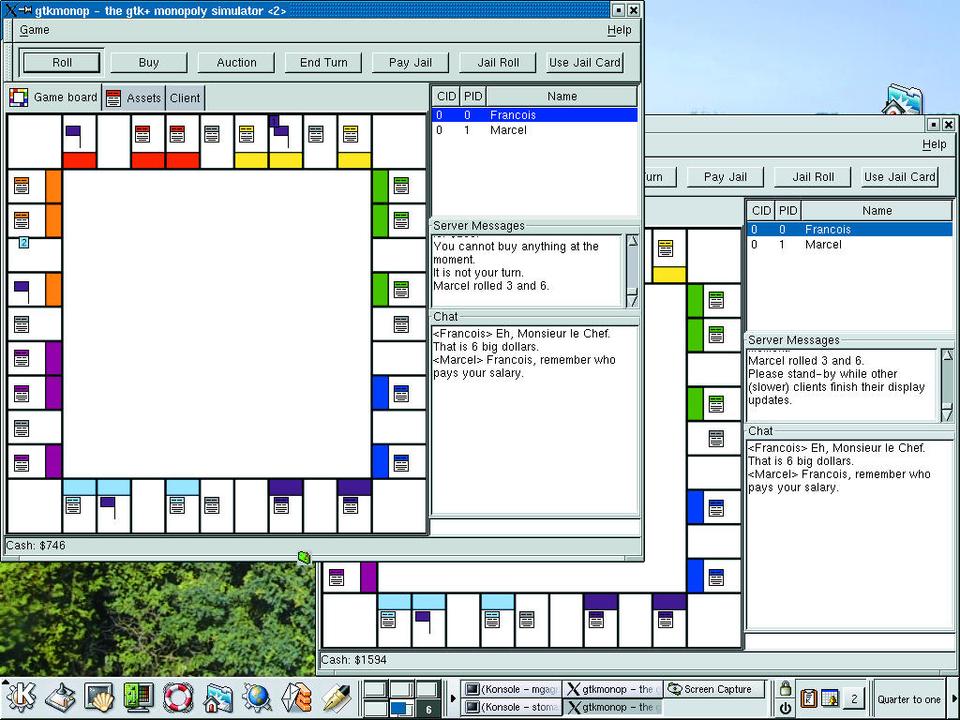 gtkmonop - the gtk+ monopoly simulator <2>
Game
Help
Roll
Buy
Auction
End Turn
Pay Jail
Jail Roll
Use Jail Card
Game board
Assets
Client
CID PID Name
0 0 Francois
0 1 Marcel
1
2
Server Messages
You cannot buy anything at the
moment.
It is not your turn.
Marcel rolled 3 and 6.
Chat
<Francois> Eh, Monsieur le Chef.
That is 6 big dollars.
<Marcel> Francois, remember who
pays your salary.
Cash: $746
Help
urn
Pay Jail
Jail Roll
Use Jail Card
CID PID Name
0 0 Francois
0 1 Marcel
Server Messages
Marcel rolled 3 and 6.
Please stand-by while other
(slower) clients finish their display
updates.
Chat
<Francois> Eh, Monsieur le Chef.
That is 6 big dollars.
<Marcel> Francois, remember who
pays your salary.
Cash: $1594
K
6
(Konsole - mgag
gtkmonop - the g
Screen Capture
(Konsole - stoma
gtkmonop - the g
2
Quarter to one